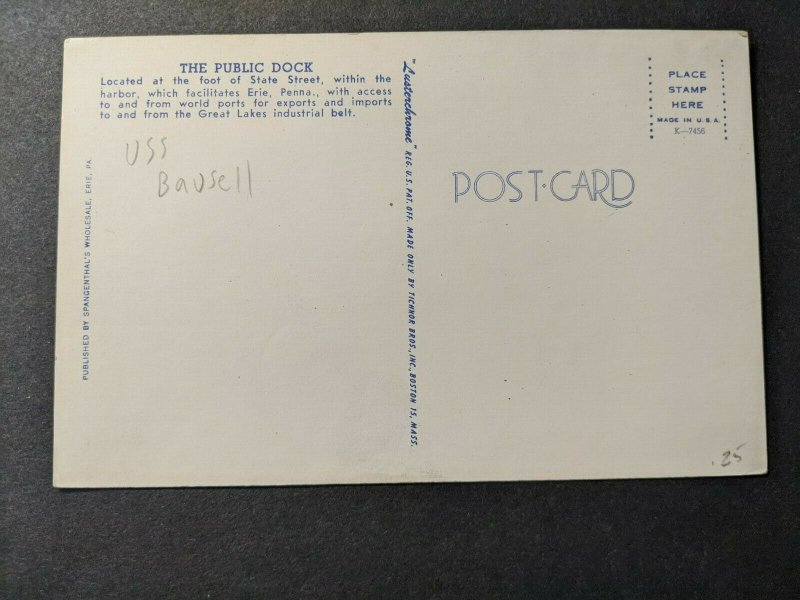 THE PUBLIC DOCK
Located at the foot of State Street, within the
harbor, which facilitates Erie, Penna., with access
to and from world ports for exports and imports
to and from the Great Lakes industrial belt.
USS
Bausell
PUBLISHED BY SPANGENTHAL'S WHOLESALE, ERIE, PA.
"Lusterchrome" REG. U.S. PAT. OFF. MADE ONLY BY TICHNOR BROS., INC., BOSTON 15, MASS.
PLACE
STAMP
HERE
MADE IN U.S.A.
K-7456
POST·CARD
.25